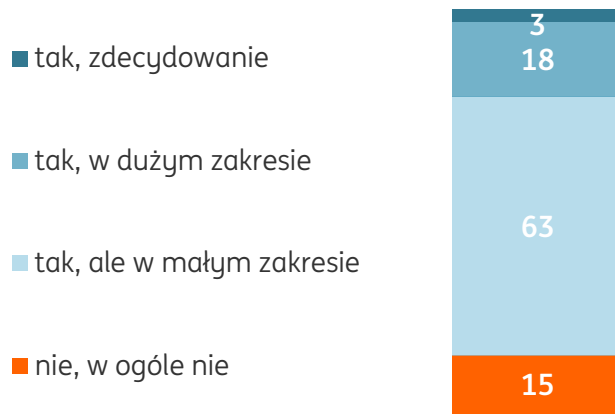 3
tak, zdecydowanie
18
tak, w dużym zakresie
63
tak, ale w małym zakresie
nie, w ogóle nie
15